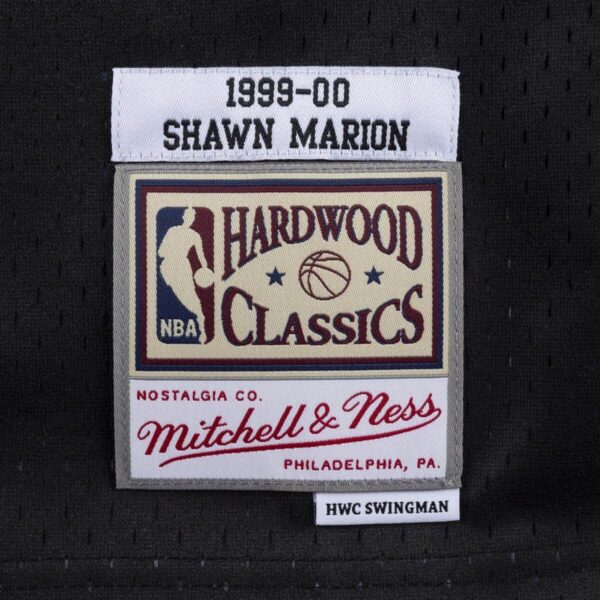 1999-00
SHAWN MARION
HARDWOOD
NBA
CLASSICS
NOSTALGIA CO.
Mitchell & Ness
PHILADELPHIA, PA.
HWC SWINGMAN